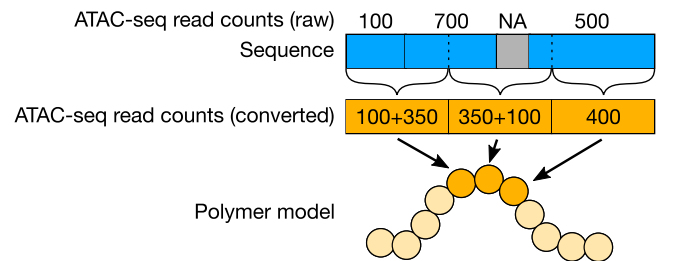 ATAC-seq read counts (raw) 100 700 NA 500
Sequence
ATAC-seq read counts (converted) 100+350 350+100 400
Polymer model